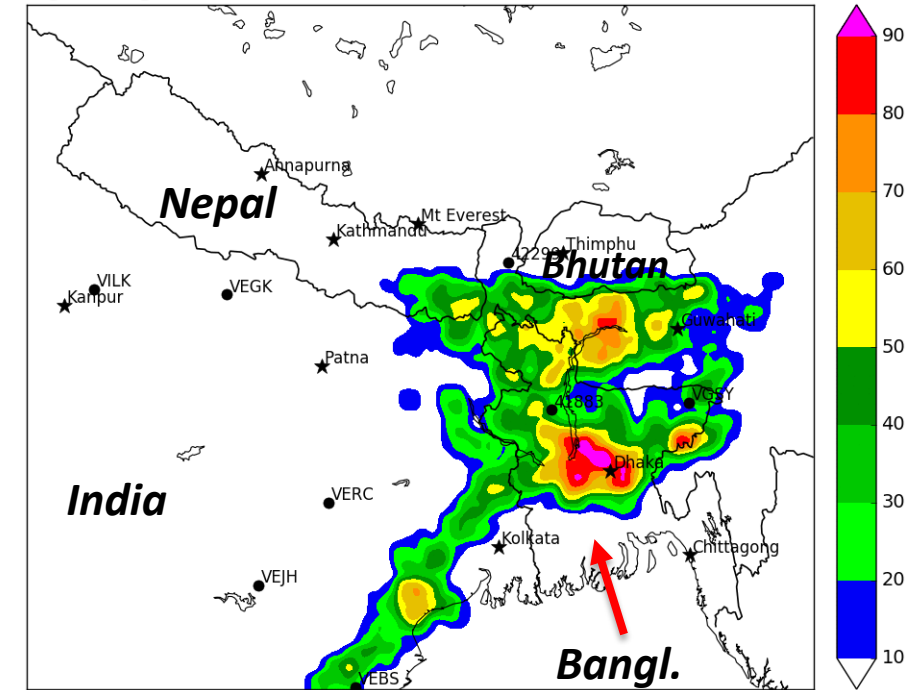 Annapurna
Nepal
Mt Everest
Kathmandu
42299
Thimphu
Bhutan
VILK
VEGK
Kanpur
Guwahati
Patna
41883
VGSY
Dhaka
India
VERC
Kolkata
Chittagong
VEJH
Bangl.
VEBS
90
80
70
60
50
40
30
20
10